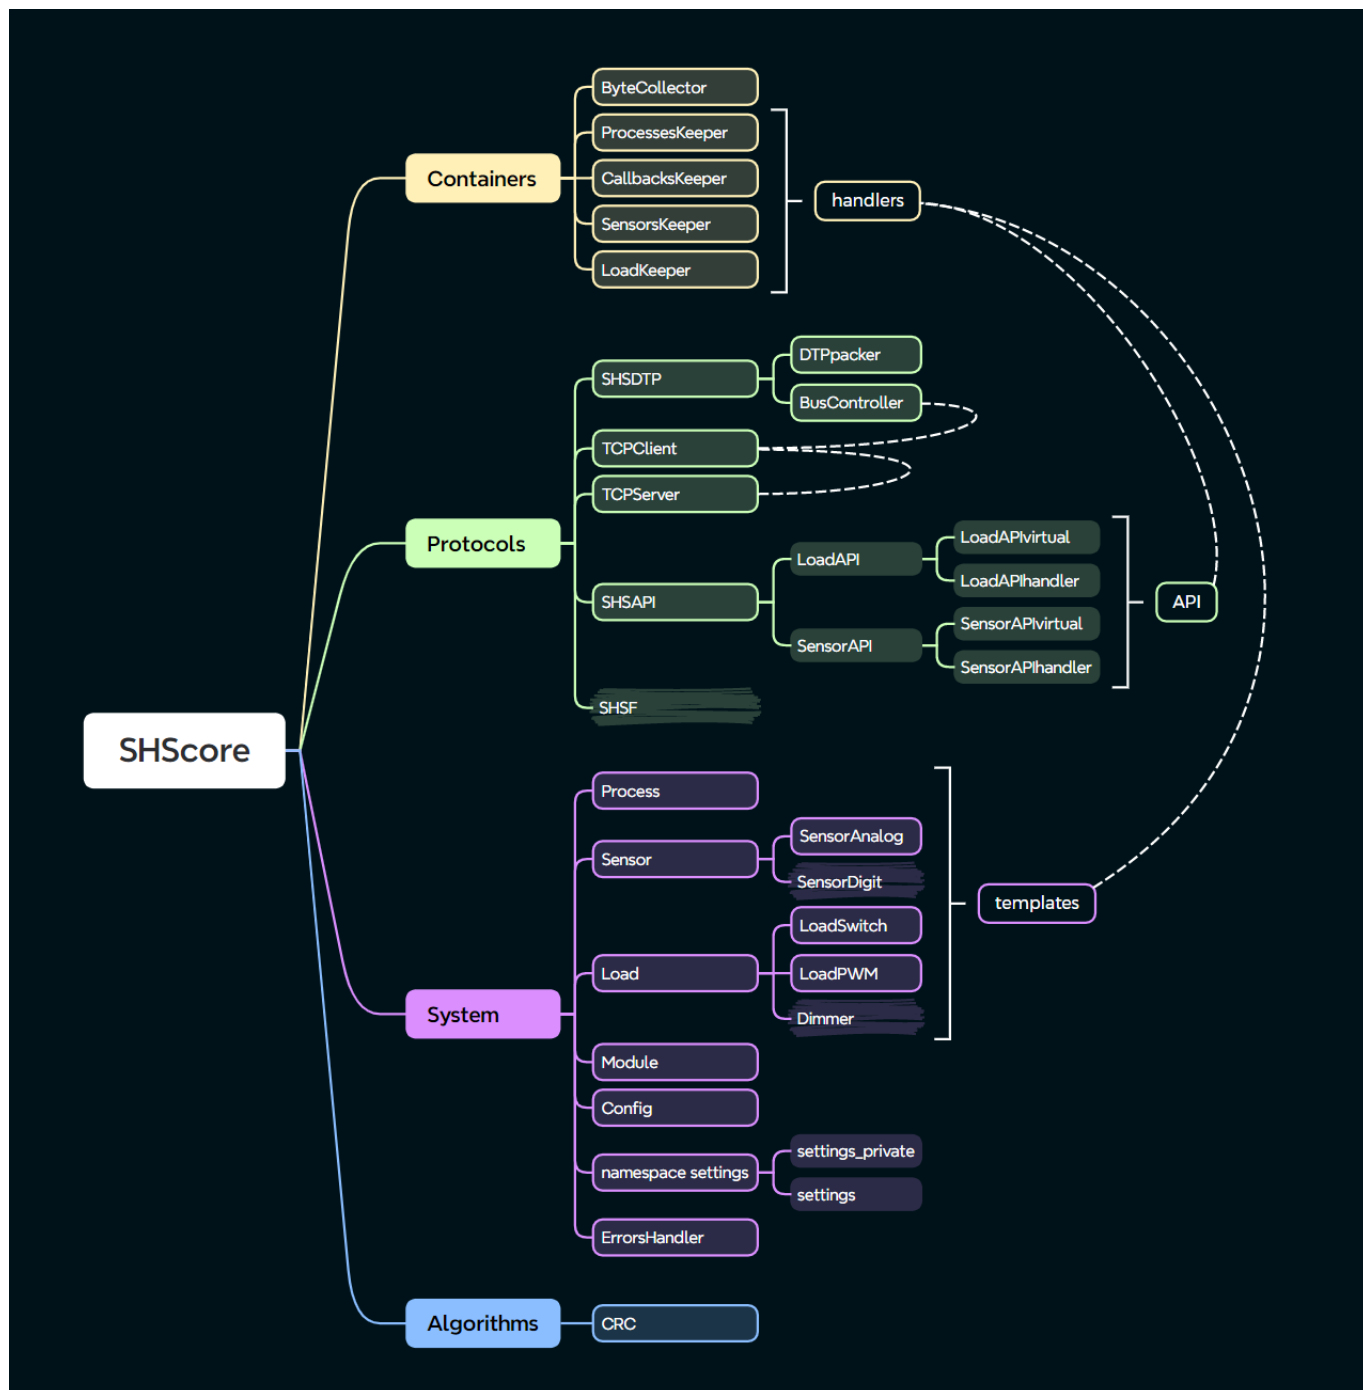 SHScore
Containers
ByteCollector
ProcessesKeeper
CallbacksKeeper
SensorsKeeper
LoadKeeper
handlers
Protocols
SHSDTP
DTPpacker
BusController
TCPClient
TCPServer
SHSAPI
LoadAPI
LoadAPIvirtual
LoadAPIhandler
SensorAPI
SensorAPIvirtual
SensorAPIhandler
API
SHSF
System
Process
Sensor
SensorAnalog
SensorDigit
Load
LoadSwitch
LoadPWM
Dimmer
templates
Module
Config
namespace settings
settings_private
settings
ErrorsHandler
Algorithms
CRC